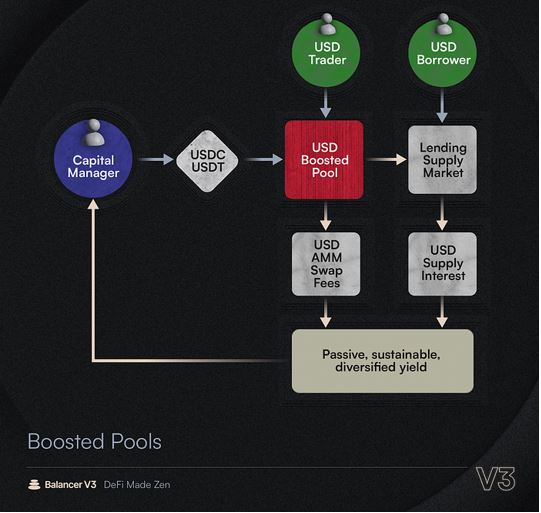 USD
Trader
USD
Borrower
Capital
Manager
USDC
USDT
USD
Boosted
Pool
Lending
Supply
Market
USD
AMM
Swap
Fees
USD
Supply
Interest
Passive, sustainable,
diversified yield
Boosted Pools
Balancer V3 DeFi Made Zen
V3